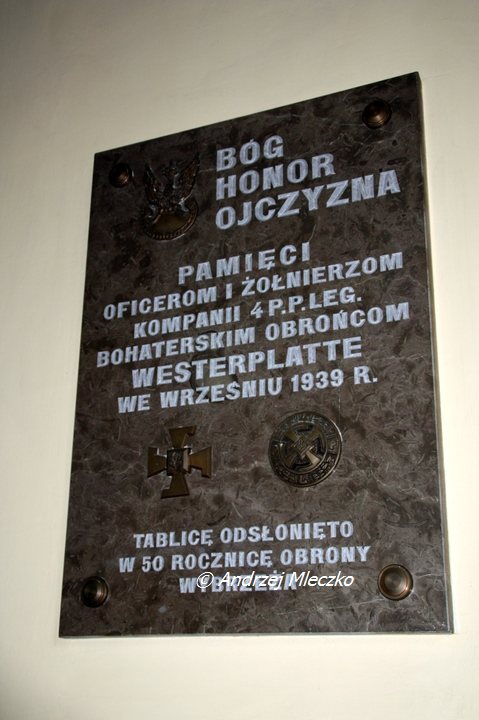 BÓG
HONOR
OJCZYZNA
PAMIĘCI
OFICEROM I ŻOŁNIERZOM
KOMPANII 4 P.P.LEG.
BOHATERSKIM OBROŃCOM
WESTERPLATTE
WE WRZEŚNIU 1939 R.
TABLICĘ ODSŁONIĘTO
W 50 ROCZNICĘ OBRONY
WYBRZEŻA
© Andrzej Mleczko